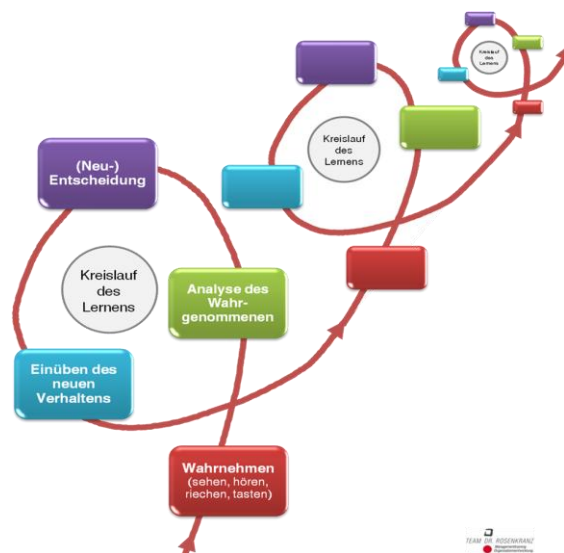 Kreislauf
des
Lernens
Kreislauf
des
Lernens
(Neu-)
Entscheidung
Kreislauf
des
Lernens
Analyse des
Wahr-
genommenen
Einüben des
neuen
Verhaltens
Wahrnehmen
(sehen, hören,
riechen, tasten)
TEAM DR. ROSENKRANZ